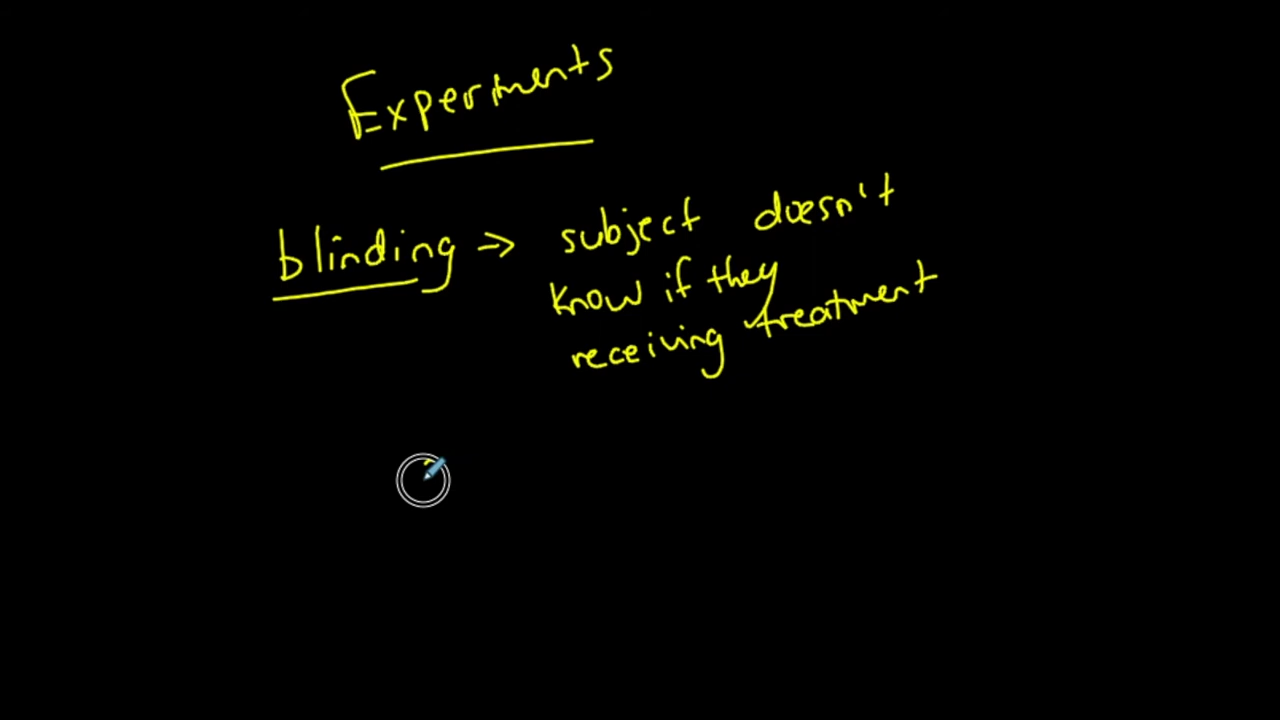 Experiments
blinding → subject doesn't
know if they
receiving treatment